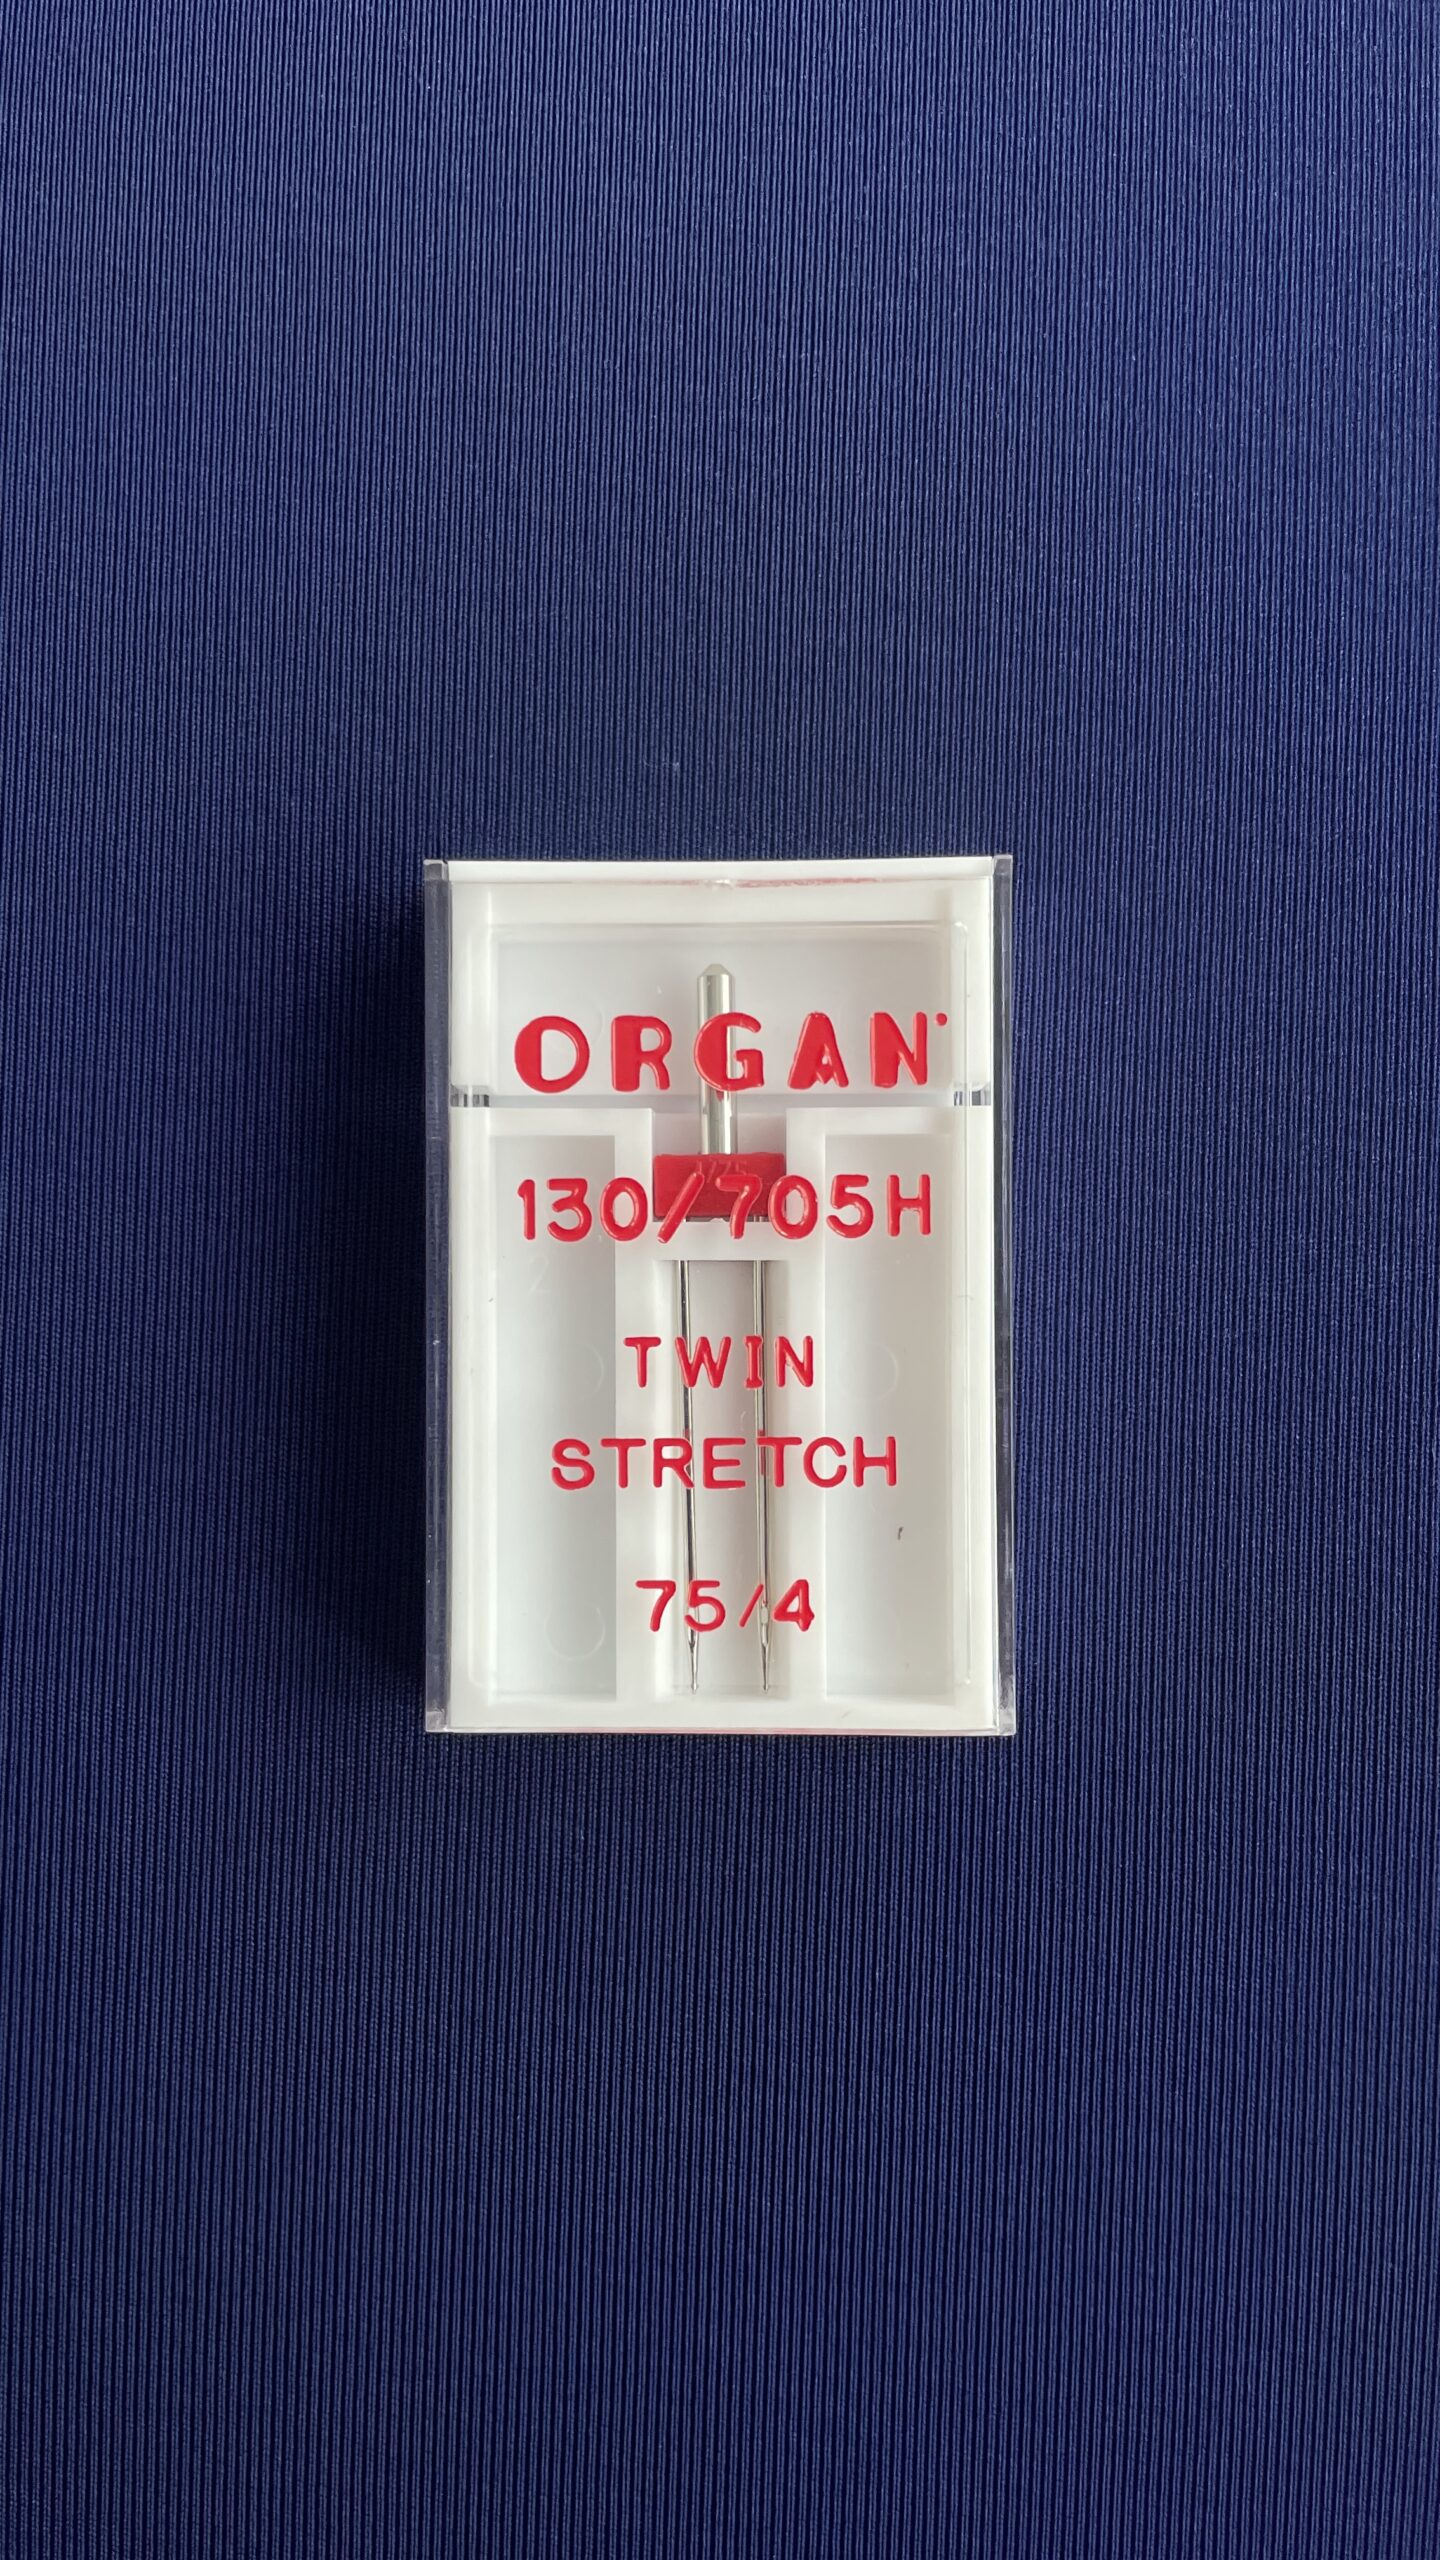 ORGAN
130/705H
TWIN
STRETCH
75/4